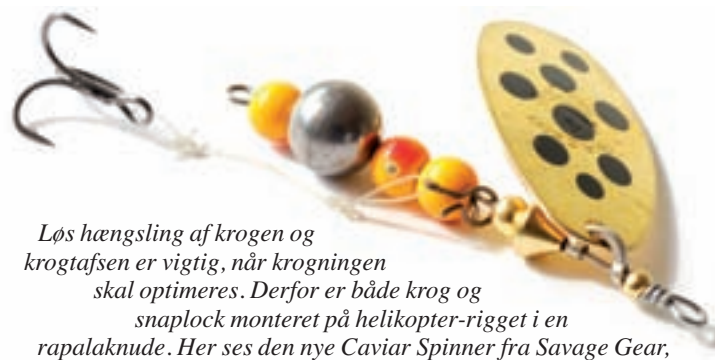 Løs hængsling af krogen og
krogtafsen er vigtig, når krogningen
skal optimeres. Derfor er både krog og
snaplock monteret på helikopter-rigget i en
rapalaknude. Her ses den nye Caviar Spinner fra Savage Gear,